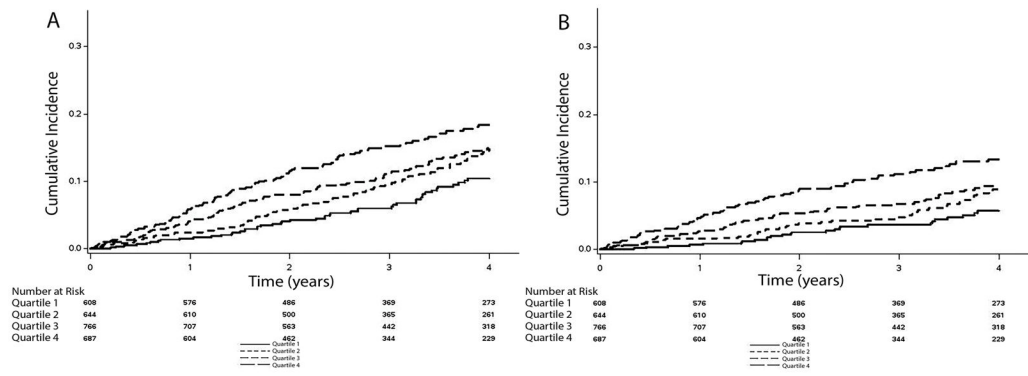 A
Cumulative Incidence
0.3
0.2
0.1
0.0
0 1 2 3 4
Time (years)
Number at Risk
Quartile 1 608 576 486 369 273
Quartile 2 644 610 500 365 261
Quartile 3 766 707 563 442 318
Quartile 4 687 604 462 344 229
Quartile 1
Quartile 2
Quartile 3
Quartile 4
B
Cumulative Incidence
0.3
0.2
0.1
0.0
0 1 2 3 4
Time (years)
Number at Risk
Quartile 1 608 576 486 369 273
Quartile 2 644 610 500 365 261
Quartile 3 766 707 563 442 318
Quartile 4 687 604 462 344 229
Quartile 1
Quartile 2
Quartile 3
Quartile 4